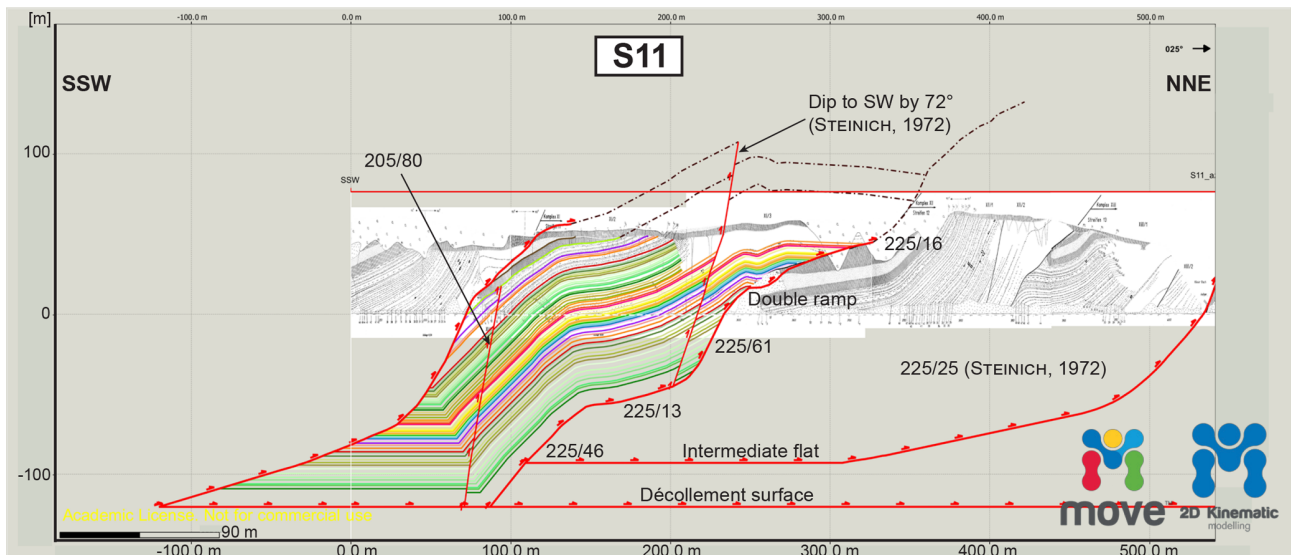 [m]
-100.0 m 0.0 m 100.0 m 200.0 m 300.0 m 400.0 m 500.0 m
S11
025°
SSW
NNE
Dip to SW by 72°
(STEINICH, 1972)
100
205/80
SSW
S11_a
225/16
Double ramp
0
225/61
225/25 (STEINICH, 1972)
225/13
225/46
Intermediate flat
-100
Décollement surface
Academic License. Not for commercial use
move
2D Kinematic
modelling
90 m
-100.0 m 0.0 m 100.0 m 200.0 m 300.0 m 400.0 m 500.0 m